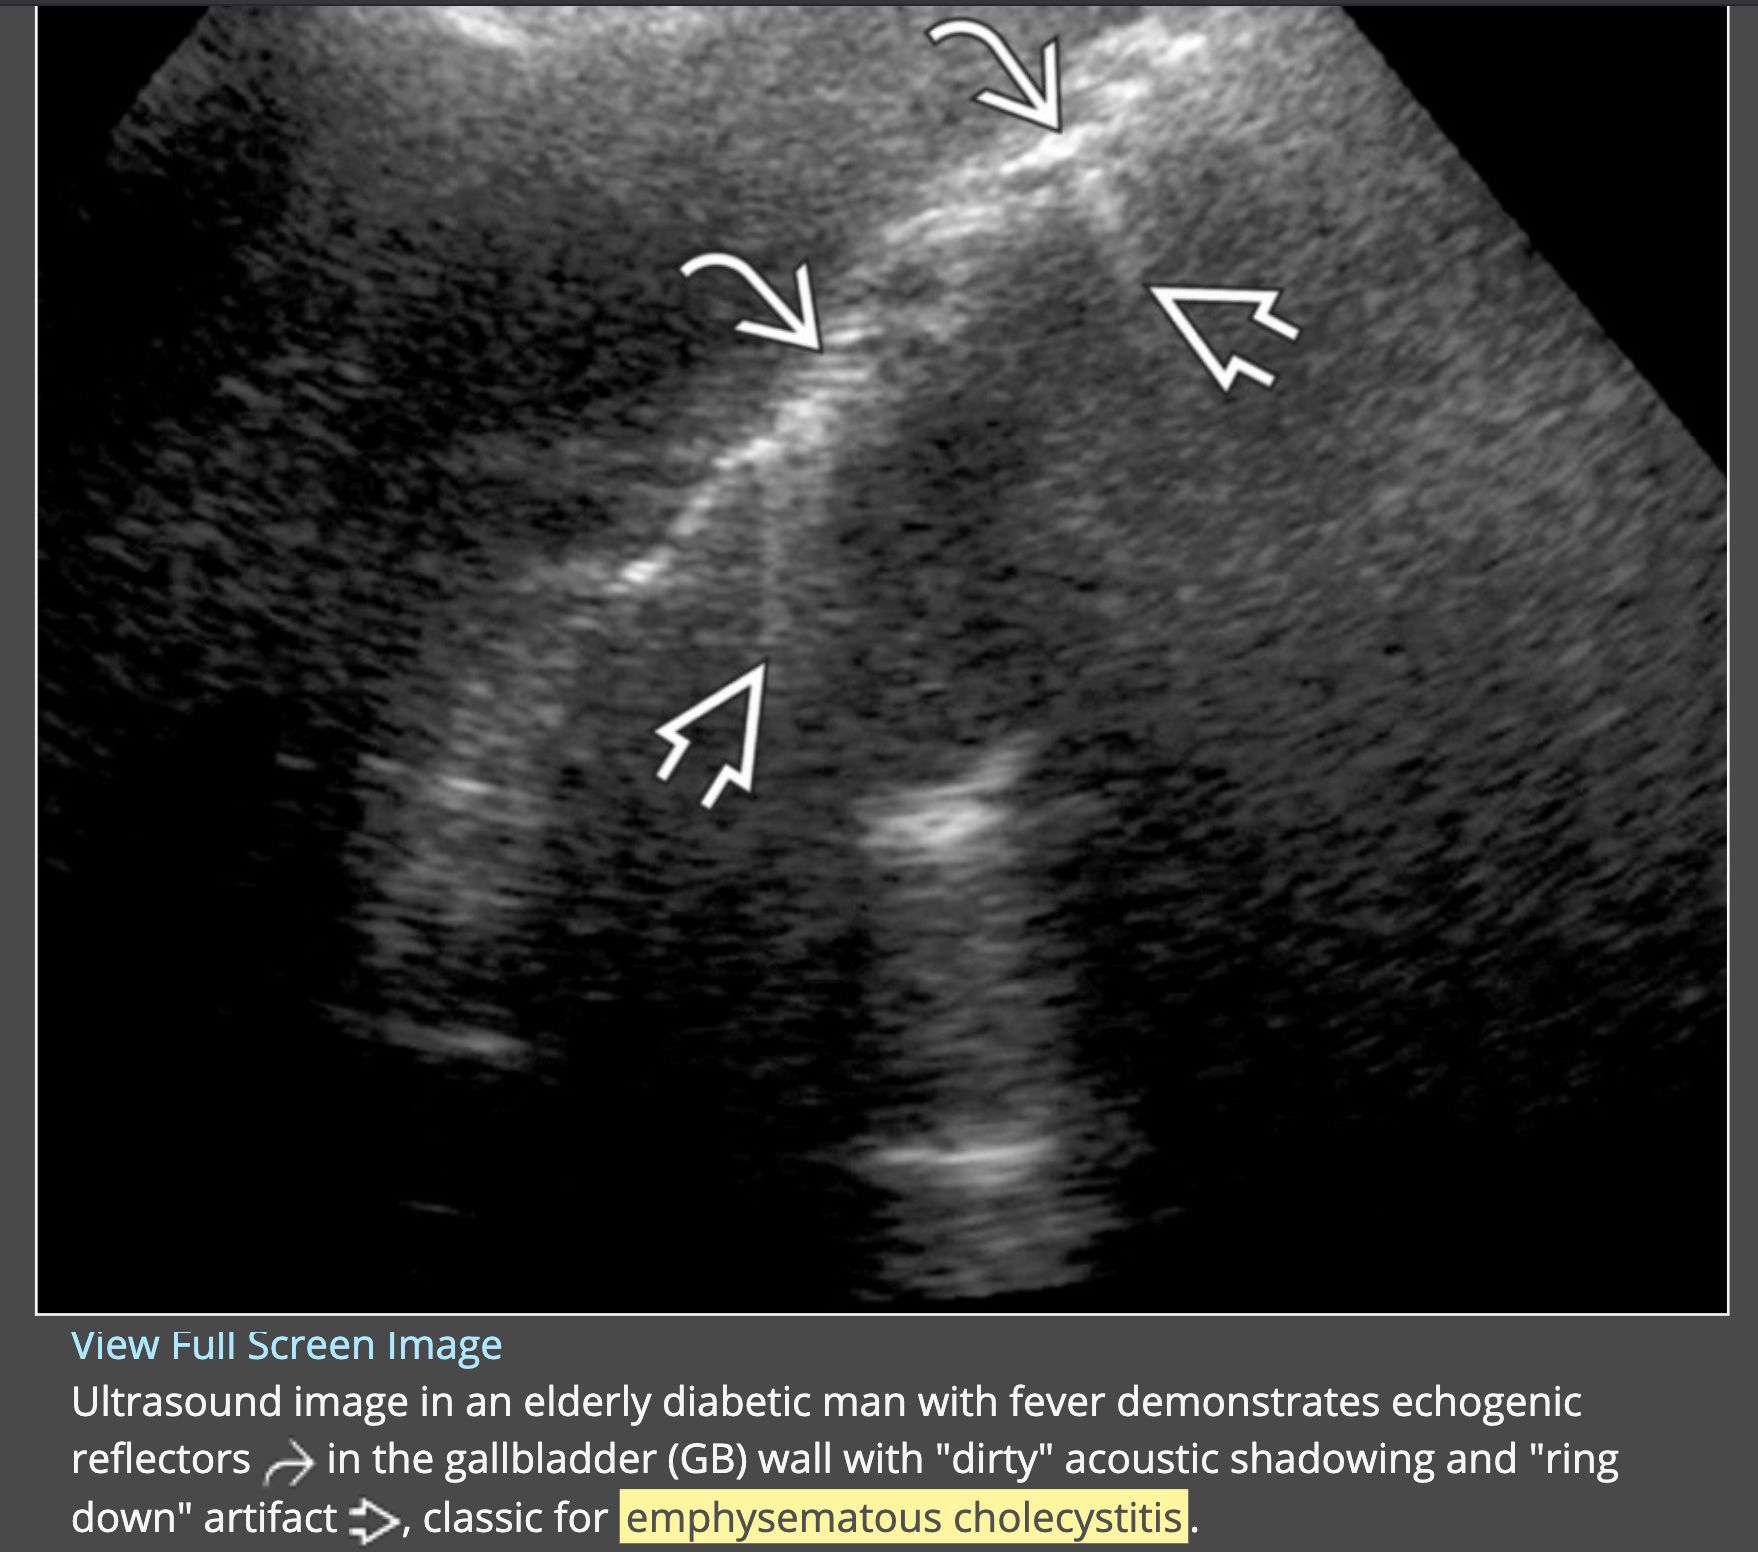 View Full Screen Image
Ultrasound image in an elderly diabetic man with fever demonstrates echogenic
reflectors in the gallbladder (GB) wall with "dirty" acoustic shadowing and "ring
down" artifact , classic for emphysematous cholecystitis.